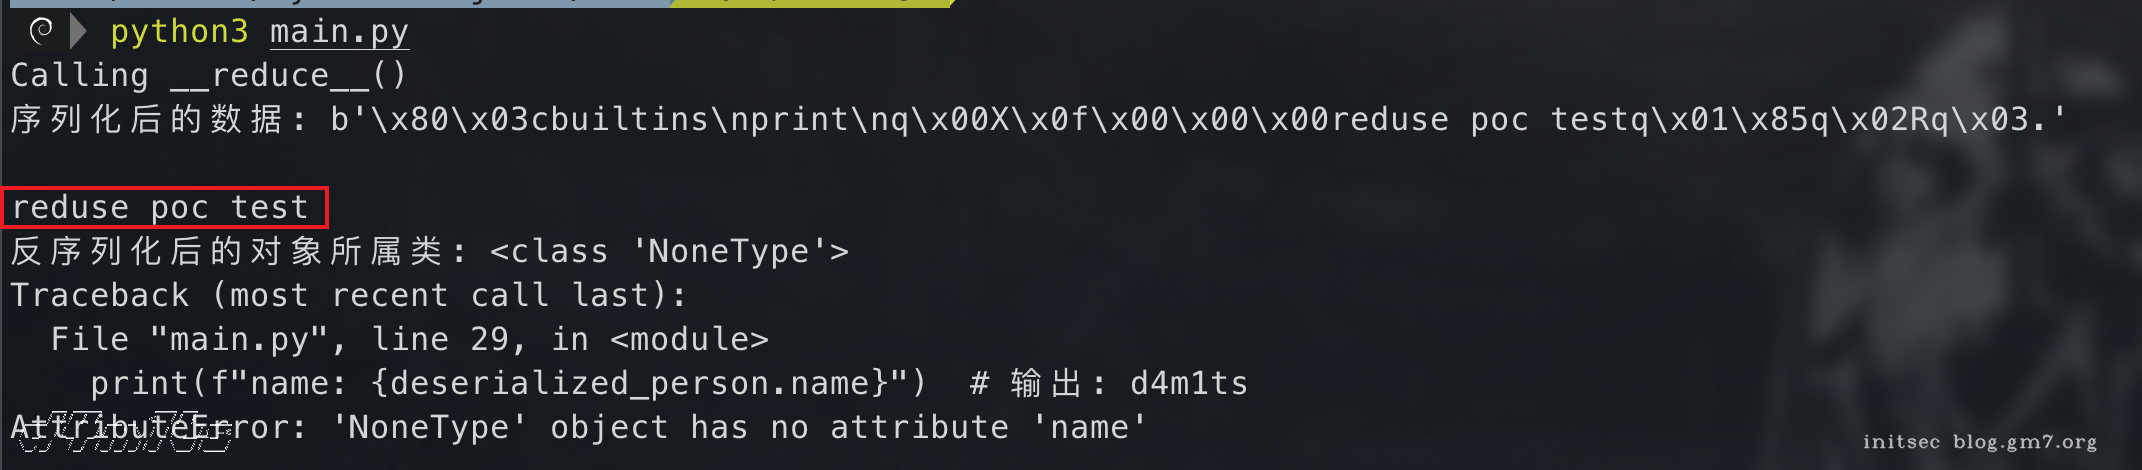 python3 main.py
Calling __reduce__()
序列化后的数据: b'\x80\x03cbuiltins\nprint\nq\x00X\x0f\x00\x00\x00reduse poc testq\x01\x85q\x02Rq\x03.'
reduse poc test
反序列化后的对象所属类: <class 'NoneType'>
Traceback (most recent call last):
  File "main.py", line 29, in <module>
    print(f"name: {deserialized_person.name}")  # 输出: d4m1ts
AttributeError: 'NoneType' object has no attribute 'name'
initsec blog.gm7.org